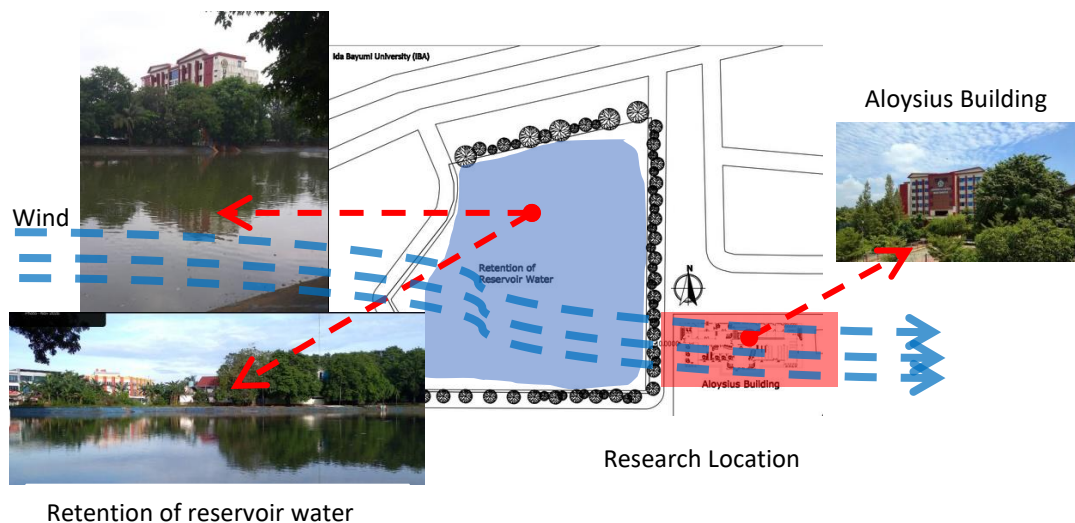 Ida Bayumi University (IBA)
Aloysius Building
Wind
Retention of
Reservoir Water
N
Aloysius Building
Research Location
Retention of reservoir water